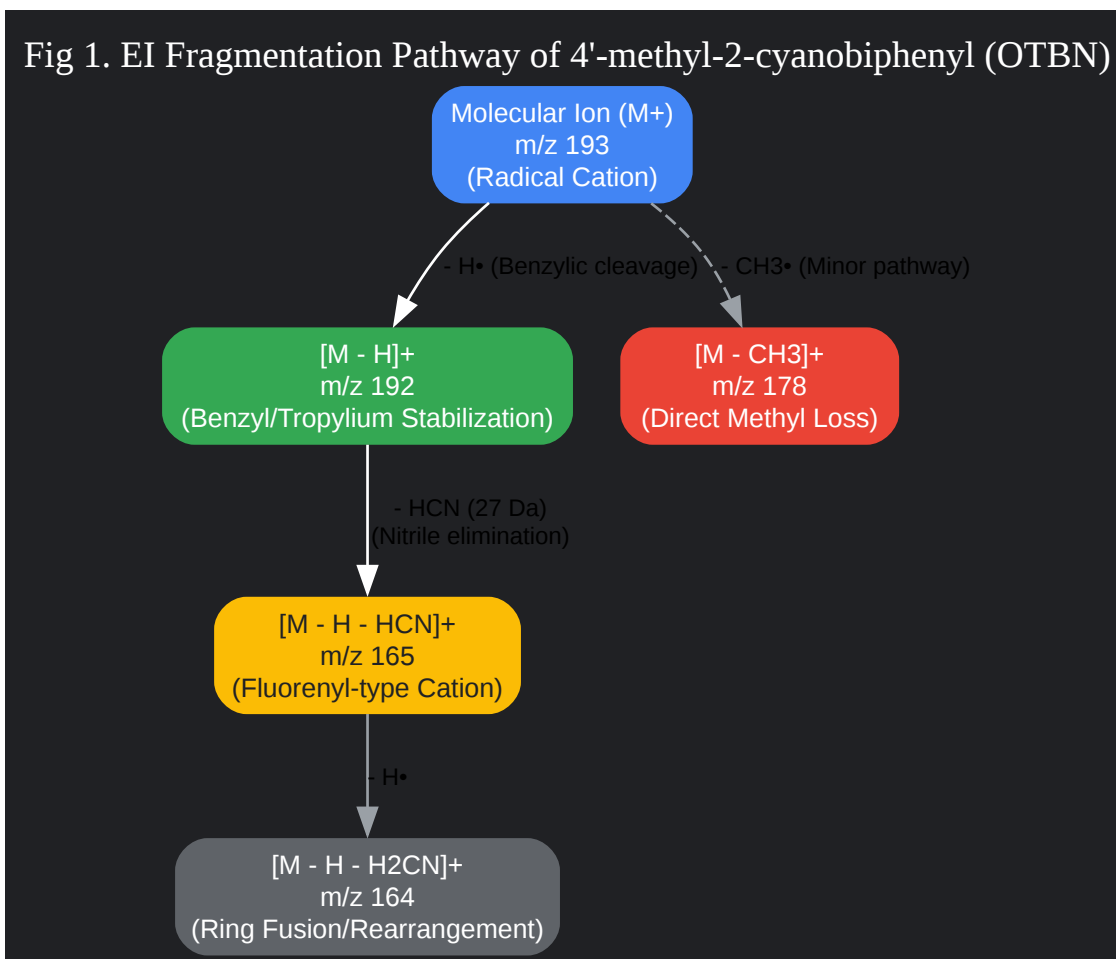 Fig 1. EI Fragmentation Pathway of 4'-methyl-2-cyanobiphenyl (OTBN)
Molecular Ion (M+)
m/z 193
(Radical Cation)
- H• (Benzylic cleavage)
- CH3• (Minor pathway)
[M - H]+
m/z 192
(Benzyl/Tropylium Stabilization)
[M - CH3]+
m/z 178
(Direct Methyl Loss)
- HCN (27 Da)
(Nitrile elimination)
[M - H - HCN]+
m/z 165
(Fluorenyl-type Cation)
- H•
[M - H - H2CN]+
m/z 164
(Ring Fusion/Rearrangement)